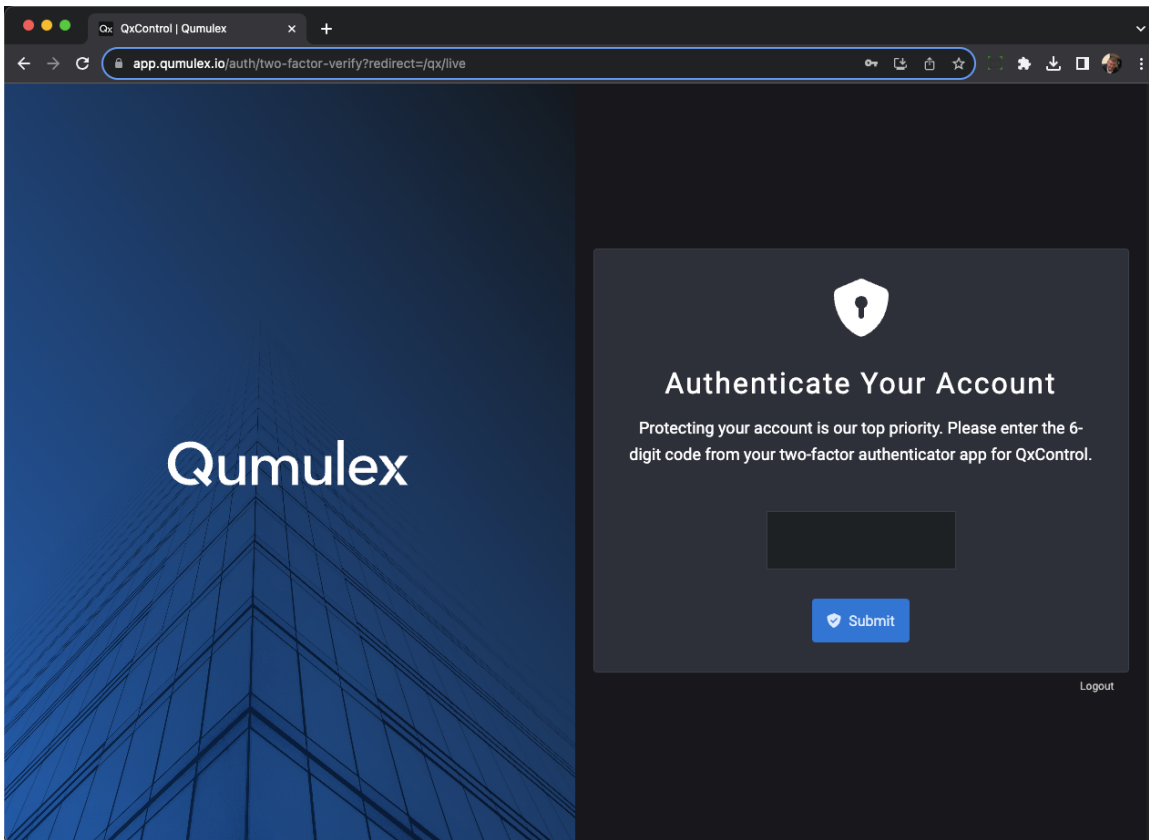 Qx QxControl | Qumulex
app.qumulex.io/auth/two-factor-verify?redirect=/qx/live
Qumulex
Authenticate Your Account
Protecting your account is our top priority. Please enter the 6-
digit code from your two-factor authenticator app for QxControl.
Submit
Logout